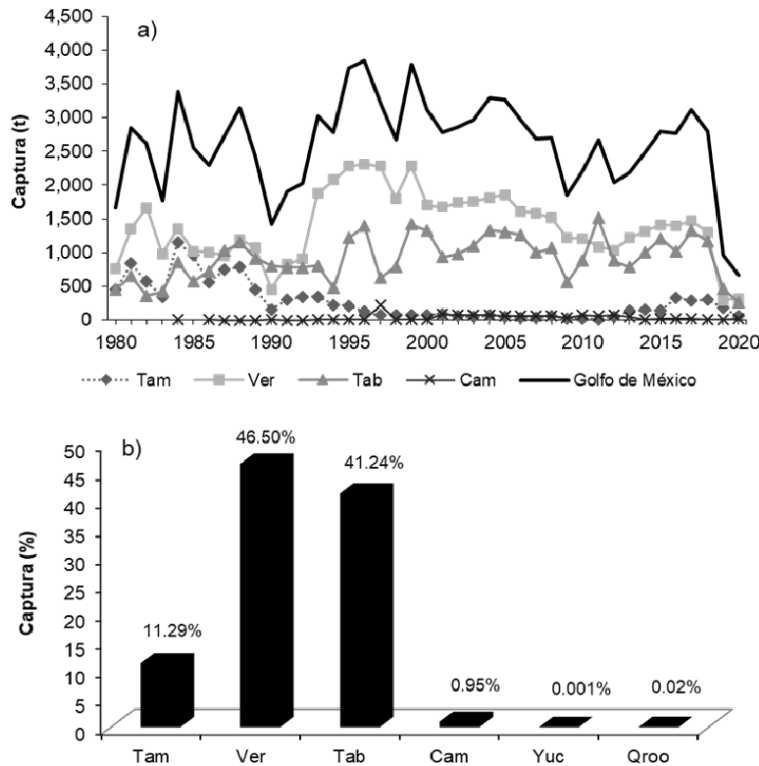 a)
Captura (t)
4,500
4,000
3,500
3,000
2,500
2,000
1,500
1,000
500
0
1980 1985 1990 1995 2000 2005 2010 2015 2020
Tam Ver Tab Cam Golfo de México
b)
Captura (%)
50
45
40
35
30
25
20
15
10
5
0
11.29% 46.50% 41.24% 0.95% 0.001% 0.02%
Tam Ver Tab Cam Yuc Qroo